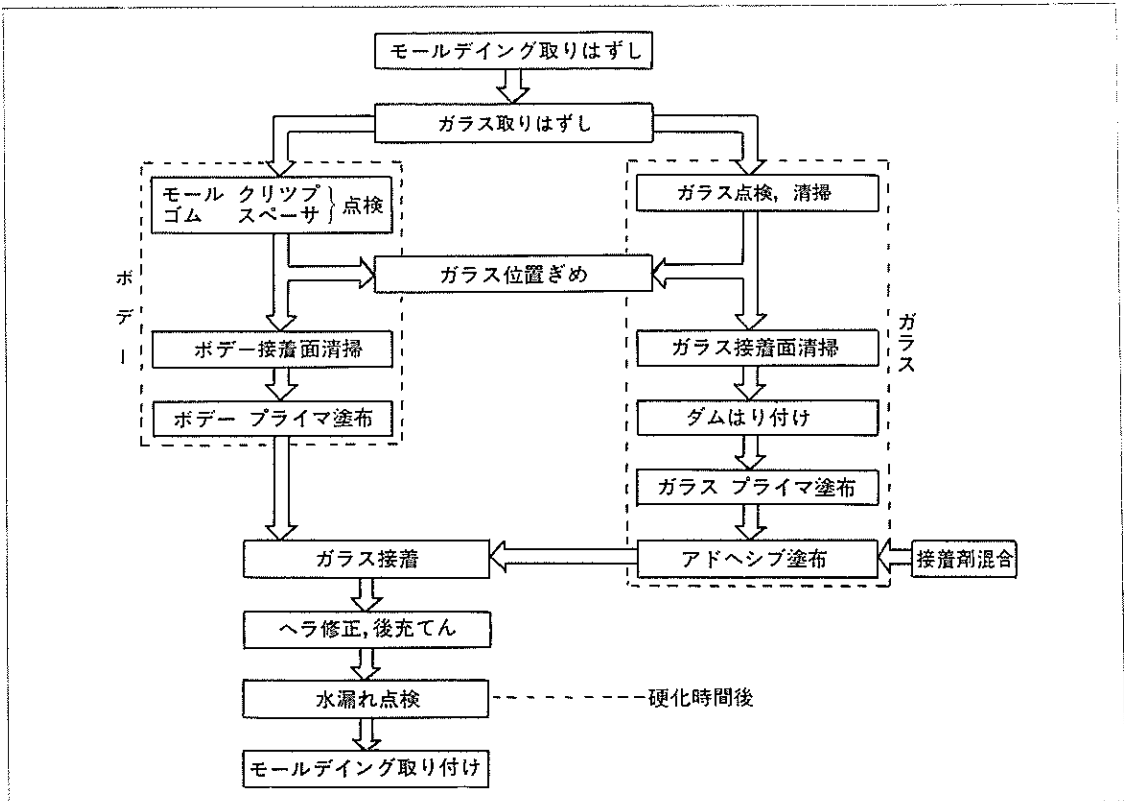 モールデイング取りはずし
ガラス取りはずし
モール クリツプ
ゴム スペーサ
点検
ガラス点検, 清掃
ガラス位置ぎめ
ボデー
ガラス
ボデー接着面清掃
ガラス接着面清掃
ボデー プライマ塗布
ダムはり付け
ガラス プライマ塗布
ガラス接着
アドヘシブ塗布
接着剤混合
ヘラ修正, 後充てん
水漏れ点検
硬化時間後
モールデイング取り付け